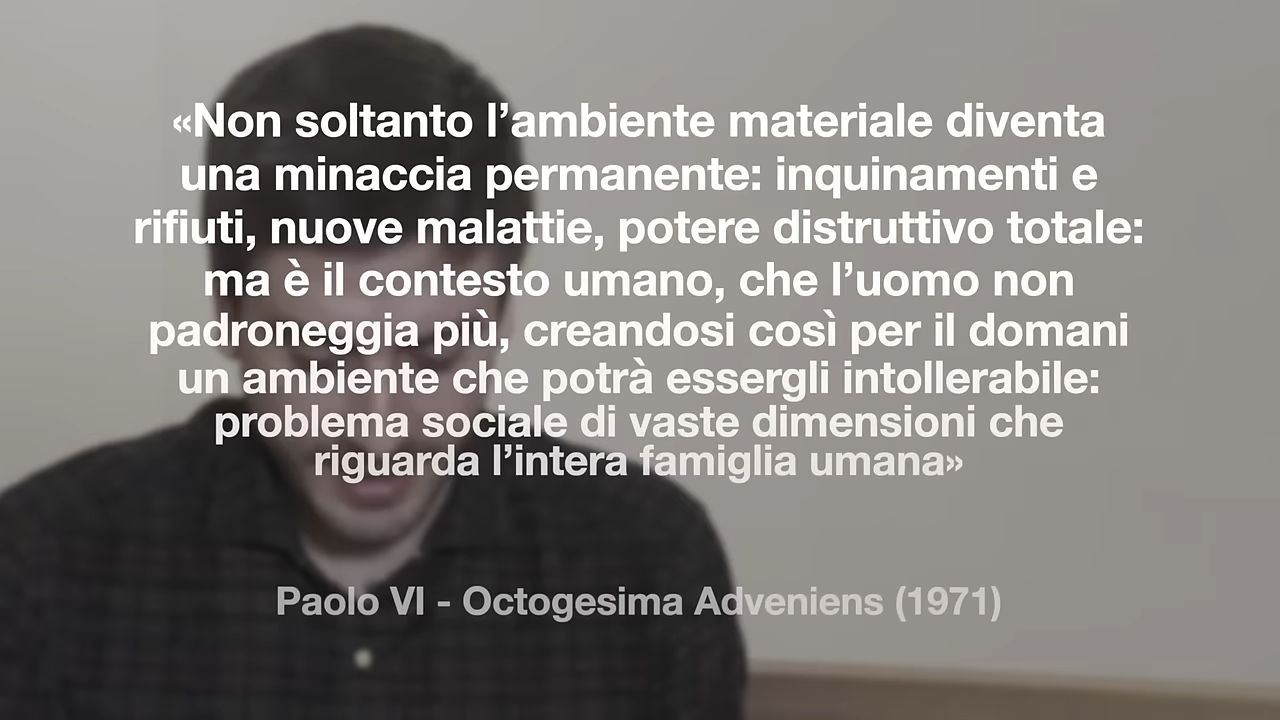 «Non soltanto l’ambiente materiale diventa
una minaccia permanente: inquinamenti e
rifiuti, nuove malattie, potere distruttivo totale:
ma è il contesto umano, che l’uomo non
padroneggia più, creandosi così per il domani
un ambiente che potrà essergli intollerabile:
problema sociale di vaste dimensioni che
riguarda l’intera famiglia umana»
Paolo VI - Octogesima Adveniens (1971)